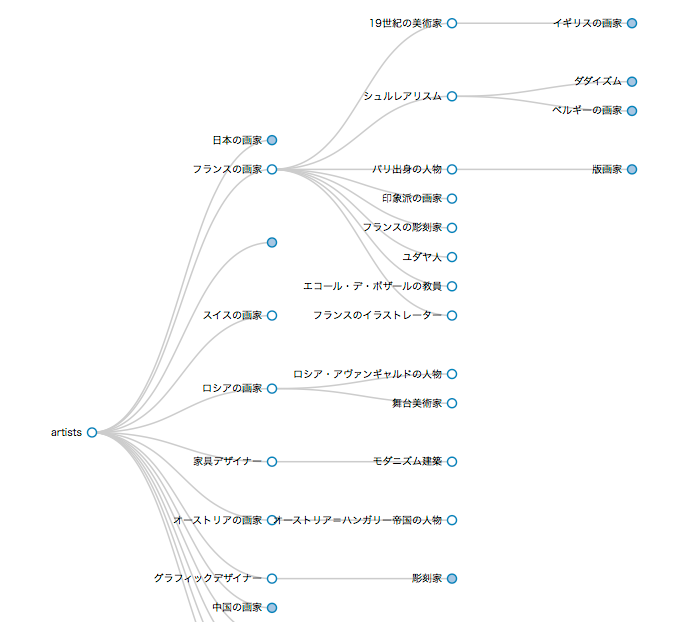 19世紀の美術家
イギリスの画家
ダダイズム
シュルレアリスム
ベルギーの画家
日本の画家
フランスの画家
パリ出身の人物
版画家
印象派の画家
フランスの彫刻家
ユダヤ人
エコール・デ・ボザールの教員
スイスの画家
フランスのイラストレーター
ロシア・アヴァンギャルドの人物
ロシアの画家
舞台美術家
artists
家具デザイナー
モダニズム建築
オーストリアの画家
オーストリア=ハンガリー帝国の人物
グラフィックデザイナー
彫刻家
中国の画家